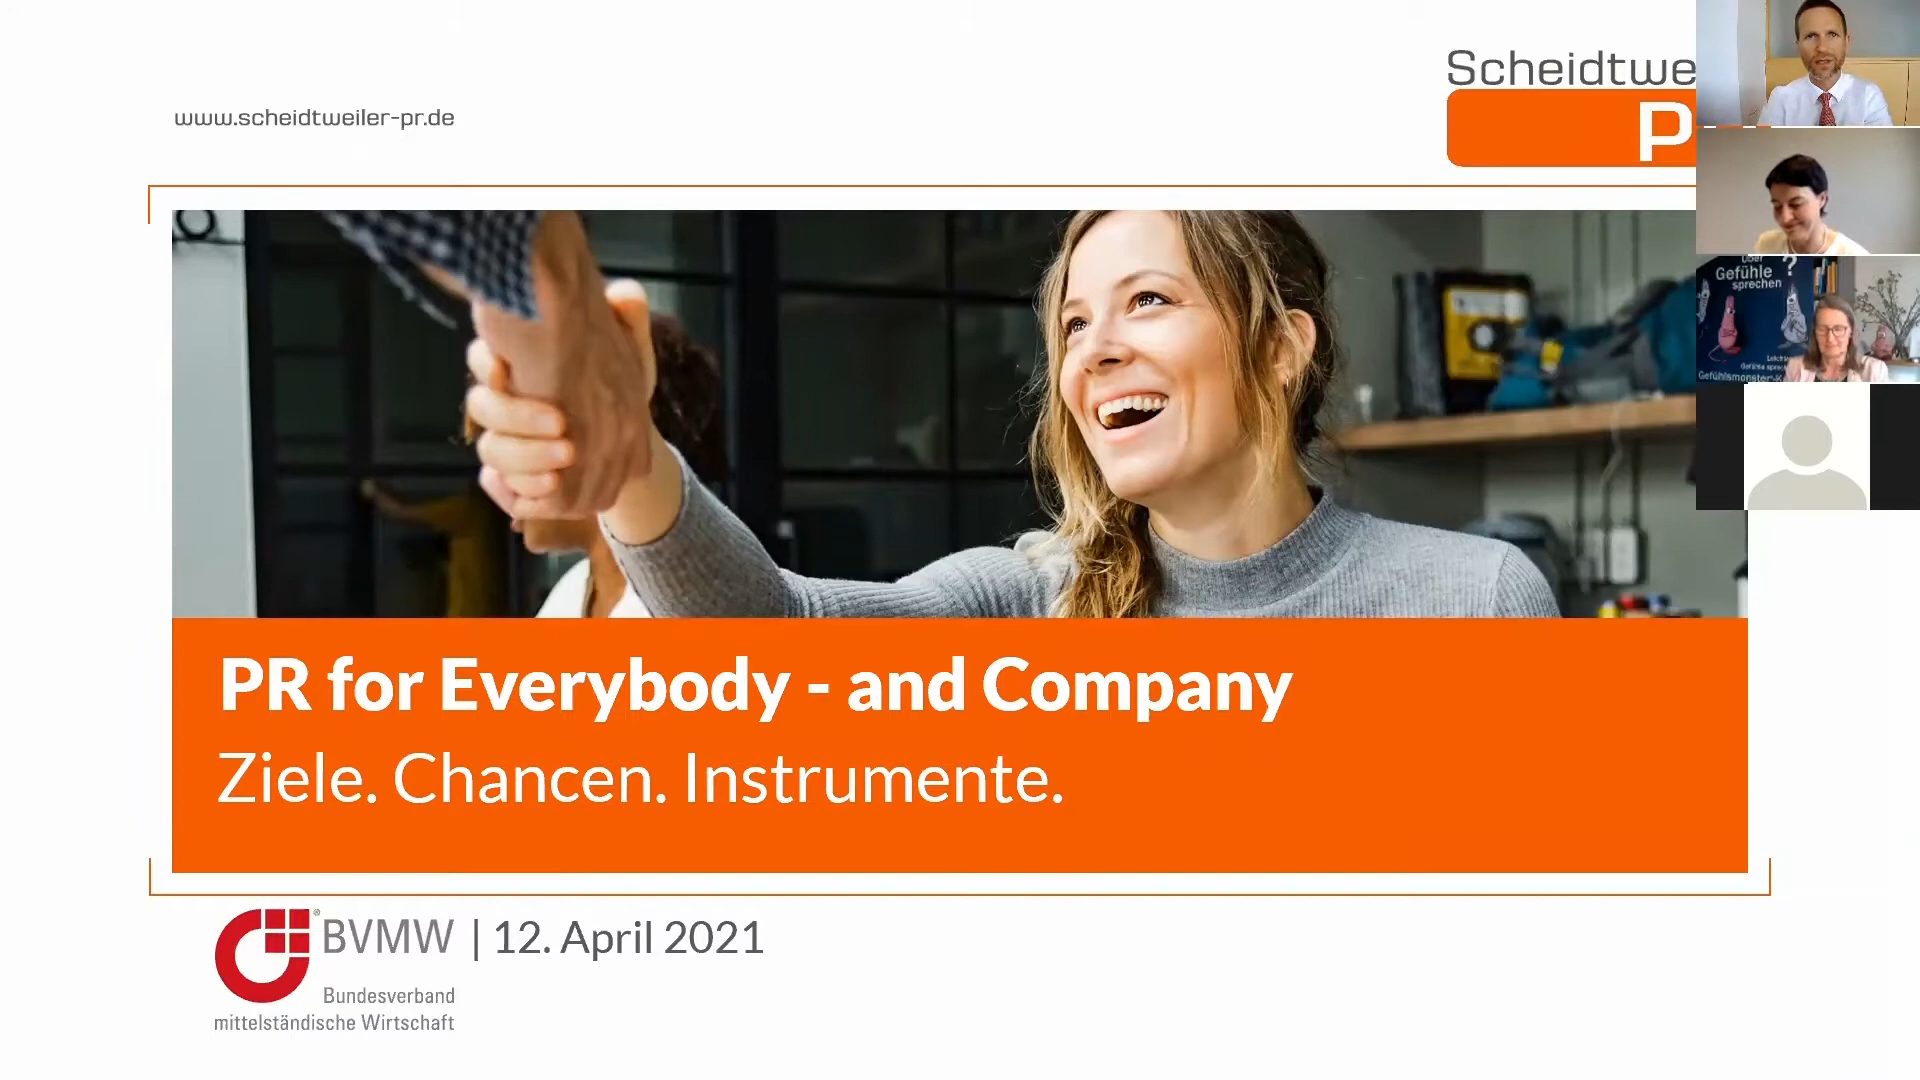 www.scheidtweiler-pr.de
Scheidtwe
P
über
Gefühle ?
sprechen
PR for Everybody - and Company
Ziele. Chancen. Instrumente.
BVMW | 12. April 2021
Bundesverband
mittelständische Wirtschaft